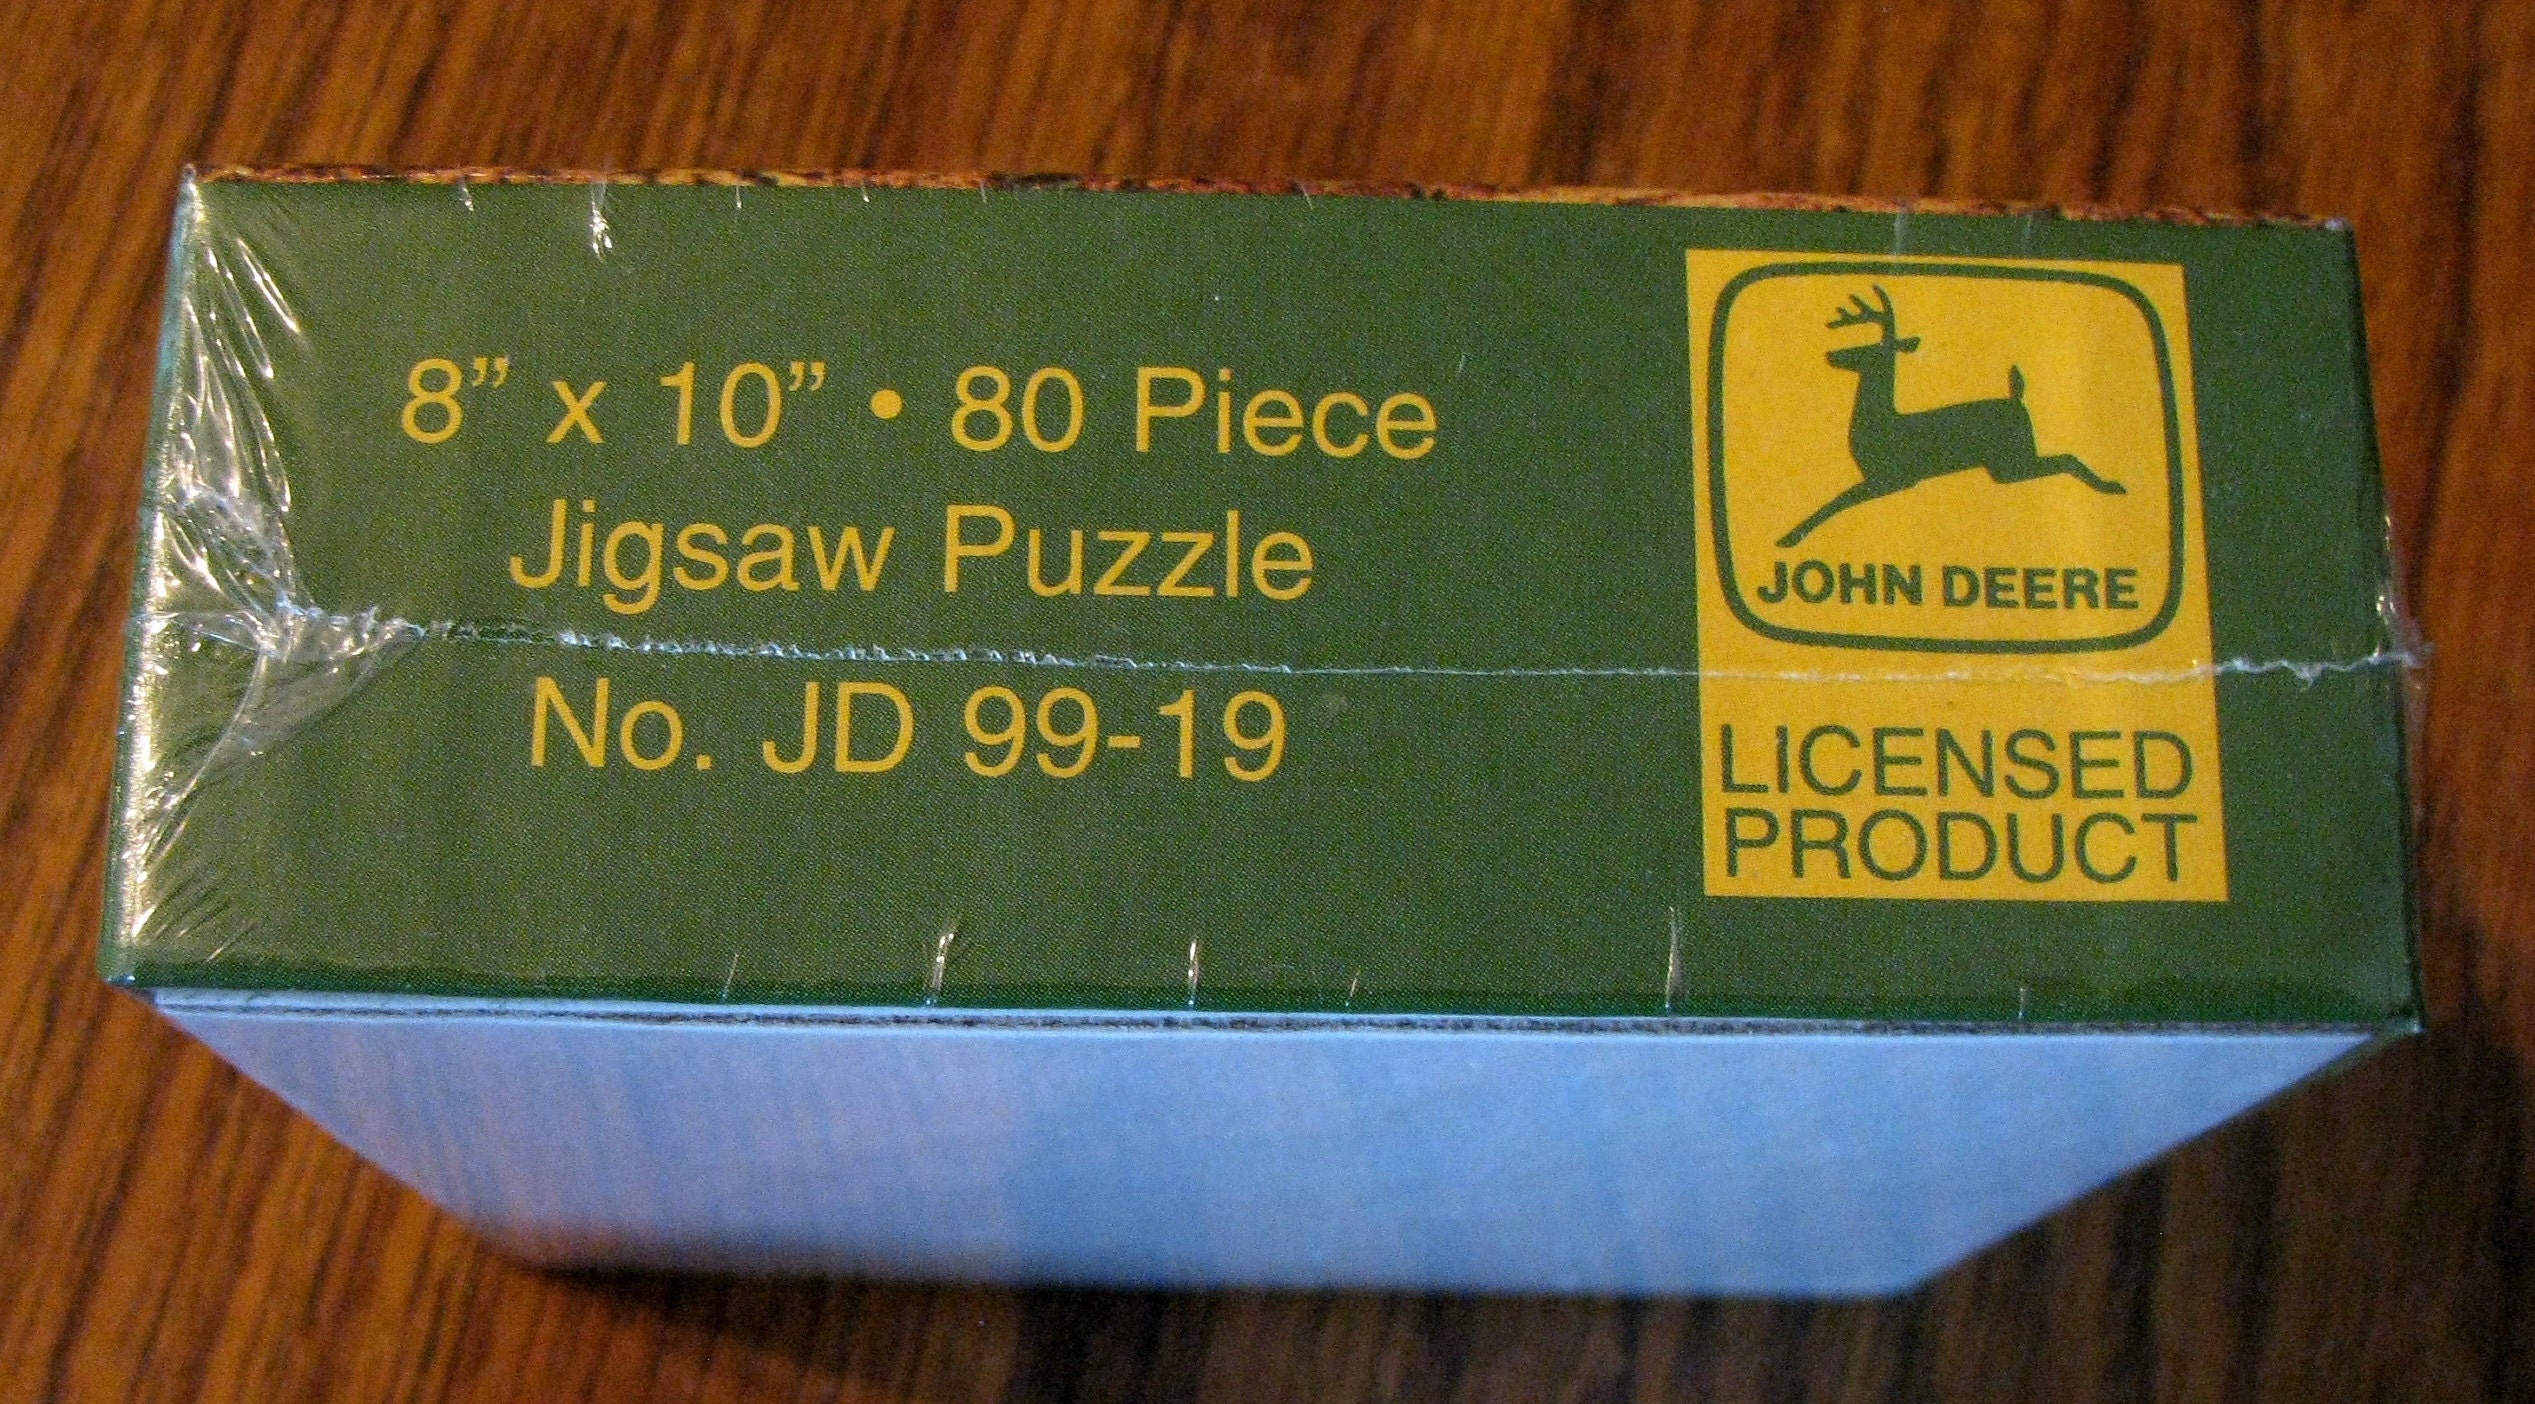 8” x 10” • 80 Piece
Jigsaw Puzzle
No. JD 99-19
JOHN DEERE
LICENSED
PRODUCT